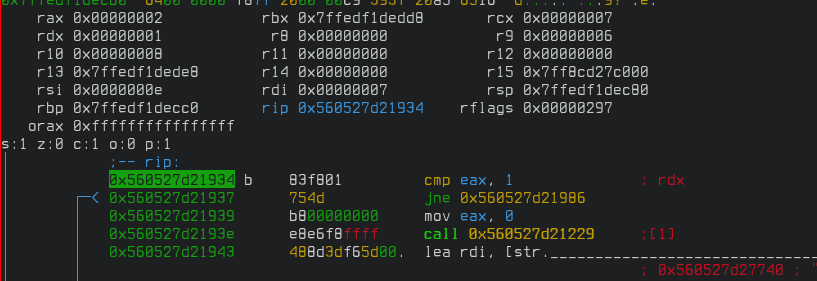 rax 0x00000002 rbx 0x7ffedf1dedd8 rcx 0x00000007
rdx 0x00000001 r8 0x00000000 r9 0x00000006
r10 0x00000008 r11 0x00000000 r12 0x00000000
r13 0x7ffedf1dede8 r14 0x00000000 r15 0x7ff8cd27c000
rsi 0x0000000e rdi 0x00000007 rsp 0x7ffedf1dec80
rbp 0x7ffedf1decc0 rip 0x560527d21934 rflags 0x00000297
orax 0xffffffffffffffff
s:1 z:0 c:1 o:0 p:1
;-- rip:
0x560527d21934 b 83f801 cmp eax, 1 ; rdx
0x560527d21937 754d jne 0x560527d21986
0x560527d21939 b800000000 mov eax, 0
0x560527d2193e e8e6f8ffff call 0x560527d21229 ;[1]
0x560527d21943 488d3df65d00. lea rdi, [str.
; 0x560527d27740 ; "